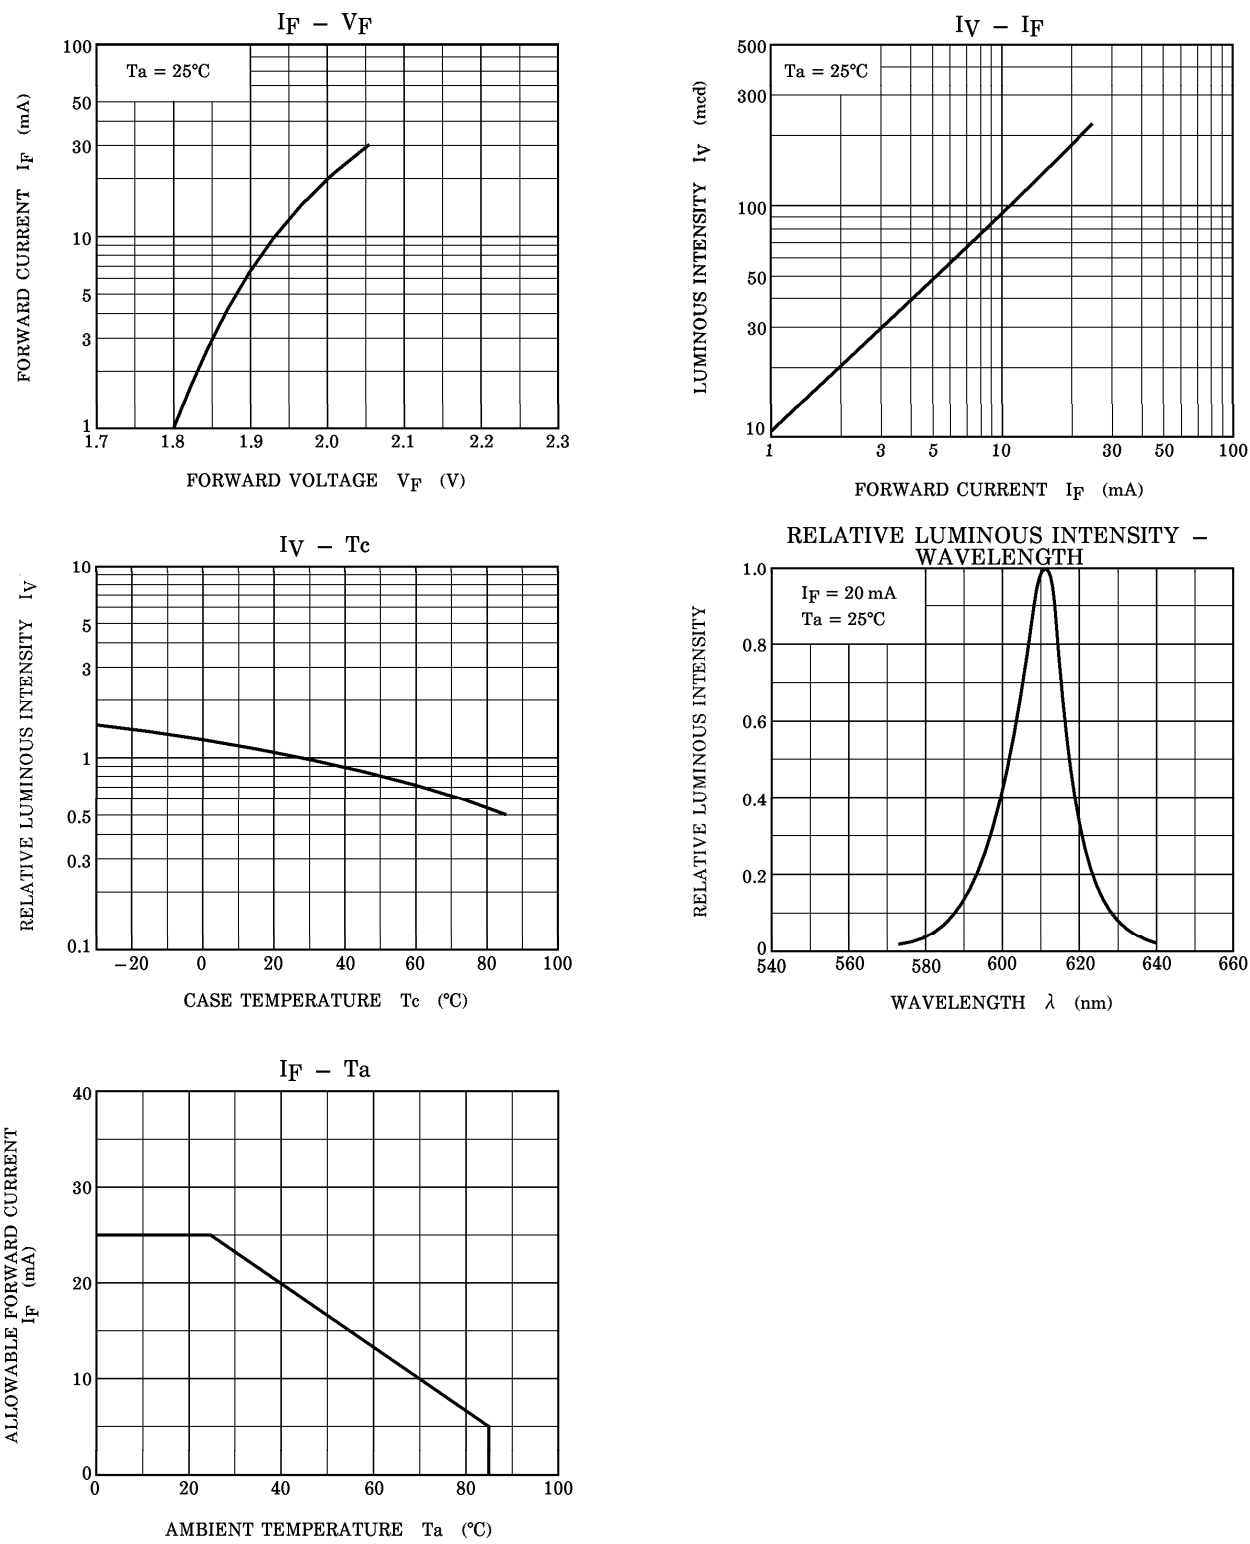 IF – VF
Ta = 25°C
100
50
30
10
5
3
1
1.7 1.8 1.9 2.0 2.1 2.2 2.3
FORWARD CURRENT IF (mA)
FORWARD VOLTAGE VF (V)
IV – IF
Ta = 25°C
500
300
100
50
30
10
1 3 5 10 30 50 100
LUMINOUS INTENSITY IV (mcd)
FORWARD CURRENT IF (mA)
IV – Tc
10
5
3
1
0.5
0.3
0.1
−20 0 20 40 60 80 100
RELATIVE LUMINOUS INTENSITY IV
CASE TEMPERATURE Tc (°C)
RELATIVE LUMINOUS INTENSITY –
WAVELENGTH
IF = 20 mA
Ta = 25°C
1.0
0.8
0.6
0.4
0.2
0
540 560 580 600 620 640 660
RELATIVE LUMINOUS INTENSITY
WAVELENGTH λ (nm)
IF – Ta
40
30
20
10
0
0 20 40 60 80 100
ALLOWABLE FORWARD CURRENT
IF (mA)
AMBIENT TEMPERATURE Ta (°C)